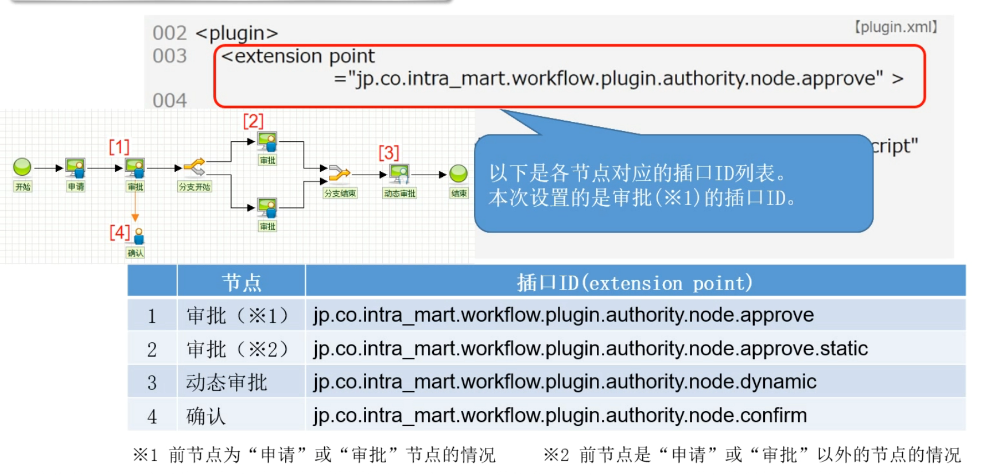 【plugin.xml】
002 <plugin>
003 <extension point
="jp.co.intra_mart.workflow.plugin.authority.node.approve" >
004
cript"
以下是各节点对应的插口ID列表。
本次设置的是审批(※1)的插口ID。
[1]
[2]
[3]
[4]
开始
申请
审批
分支开始
审批
审批
分支结束
动态审批
结束
确认
节点 插口ID(extension point)
1 审批（※1） jp.co.intra_mart.workflow.plugin.authority.node.approve
2 审批（※2） jp.co.intra_mart.workflow.plugin.authority.node.approve.static
3 动态审批 jp.co.intra_mart.workflow.plugin.authority.node.dynamic
4 确认 jp.co.intra_mart.workflow.plugin.authority.node.confirm
※1 前节点为“申请”或“审批”节点的情况 ※2 前节点是“申请”或“审批”以外的节点的情况